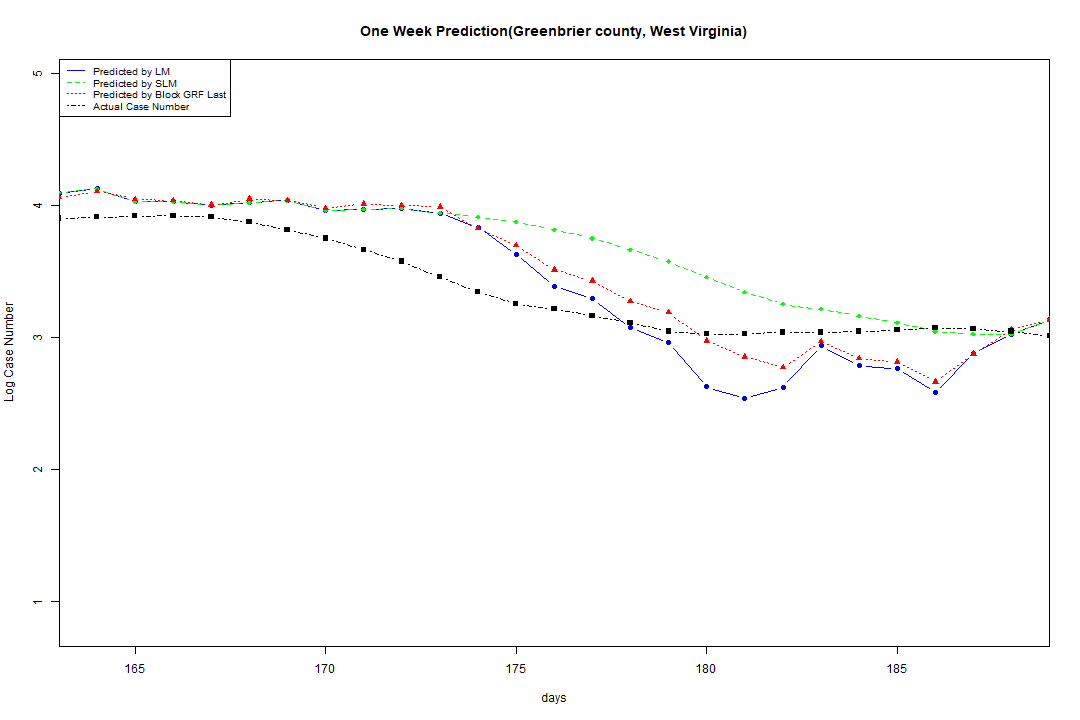 One Week Prediction(Greenbrier county, West Virginia)
Predicted by LM
Predicted by SLM
Predicted by Block GRF Last
Actual Case Number
5
4
3
2
1
Log Case Number
165 170 175 180 185
days